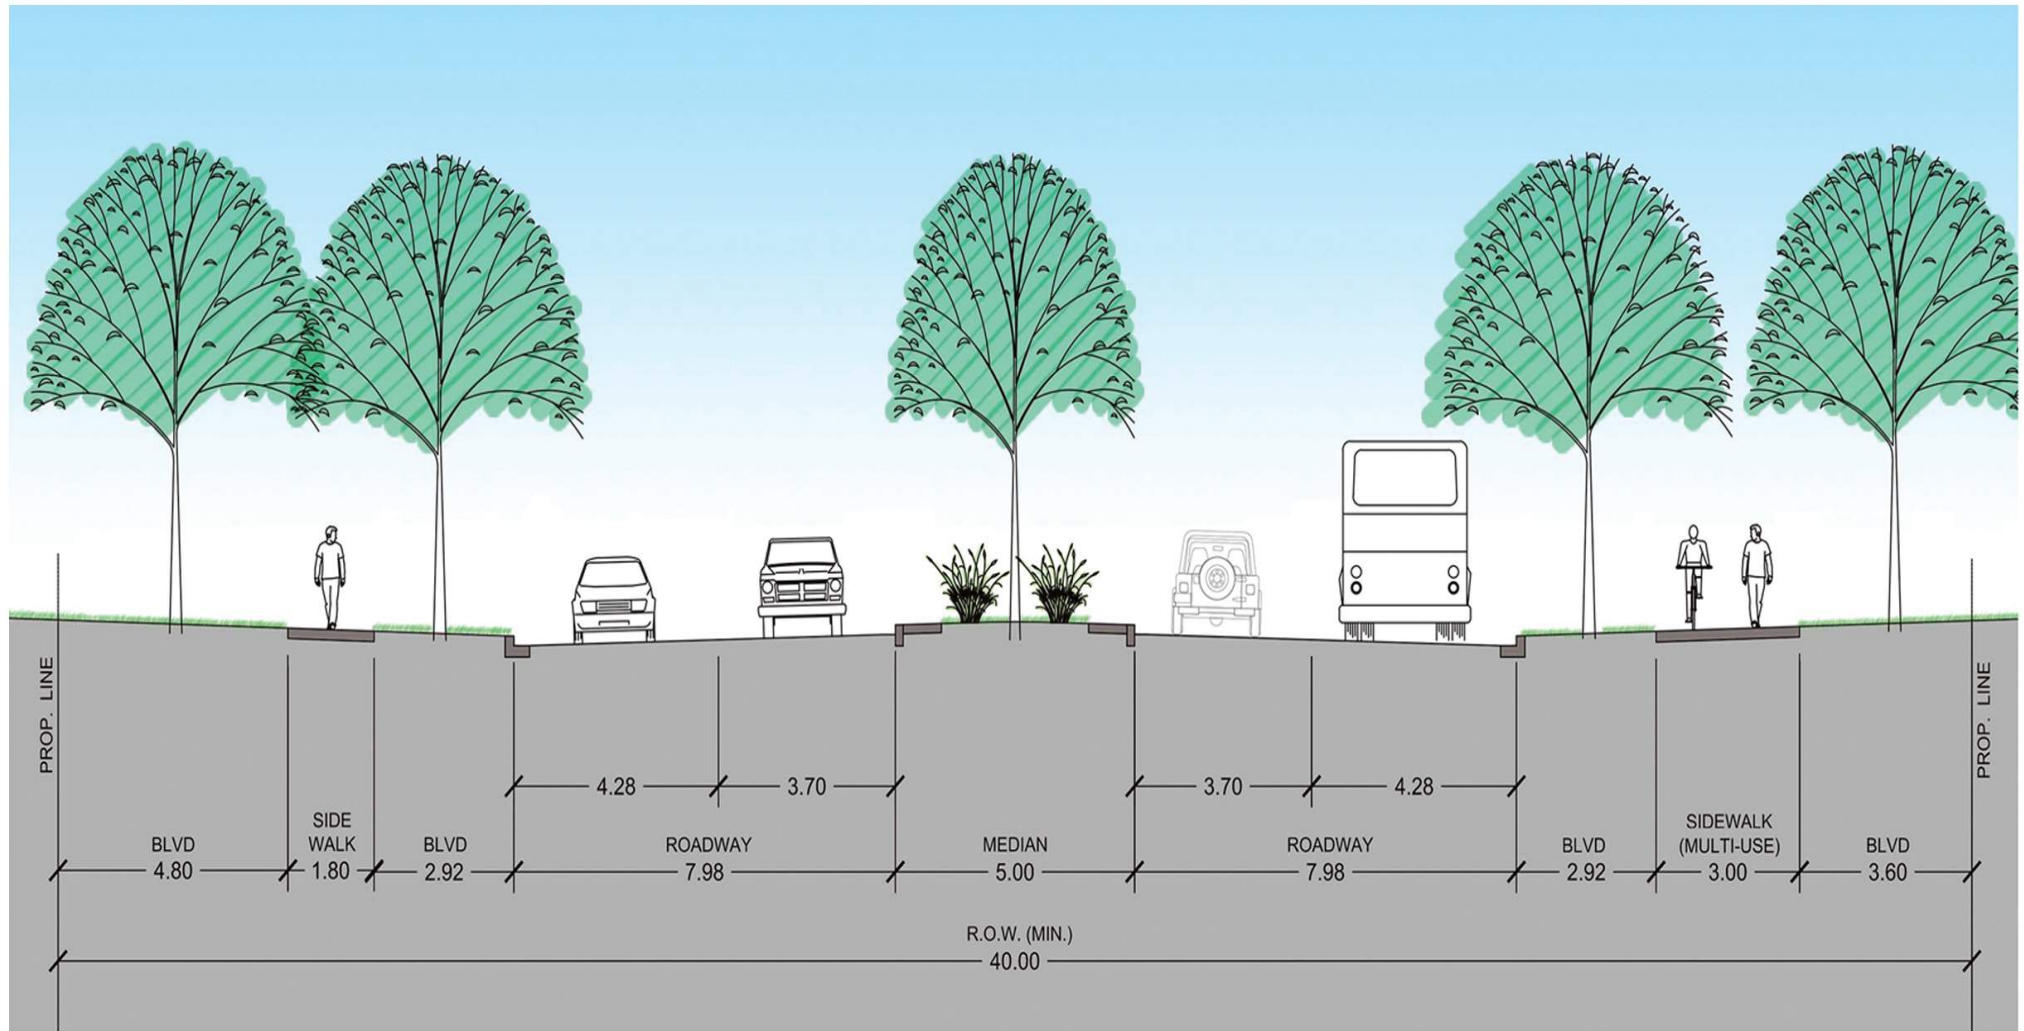 PROP. LINE
PROP. LINE
4.28
3.70
3.70
4.28
BLVD
4.80
SIDE
WALK
1.80
BLVD
2.92
ROADWAY
7.98
MEDIAN
5.00
ROADWAY
7.98
BLVD
2.92
SIDEWALK
(MULTI-USE)
3.00
BLVD
3.60
R.O.W. (MIN.)
40.00